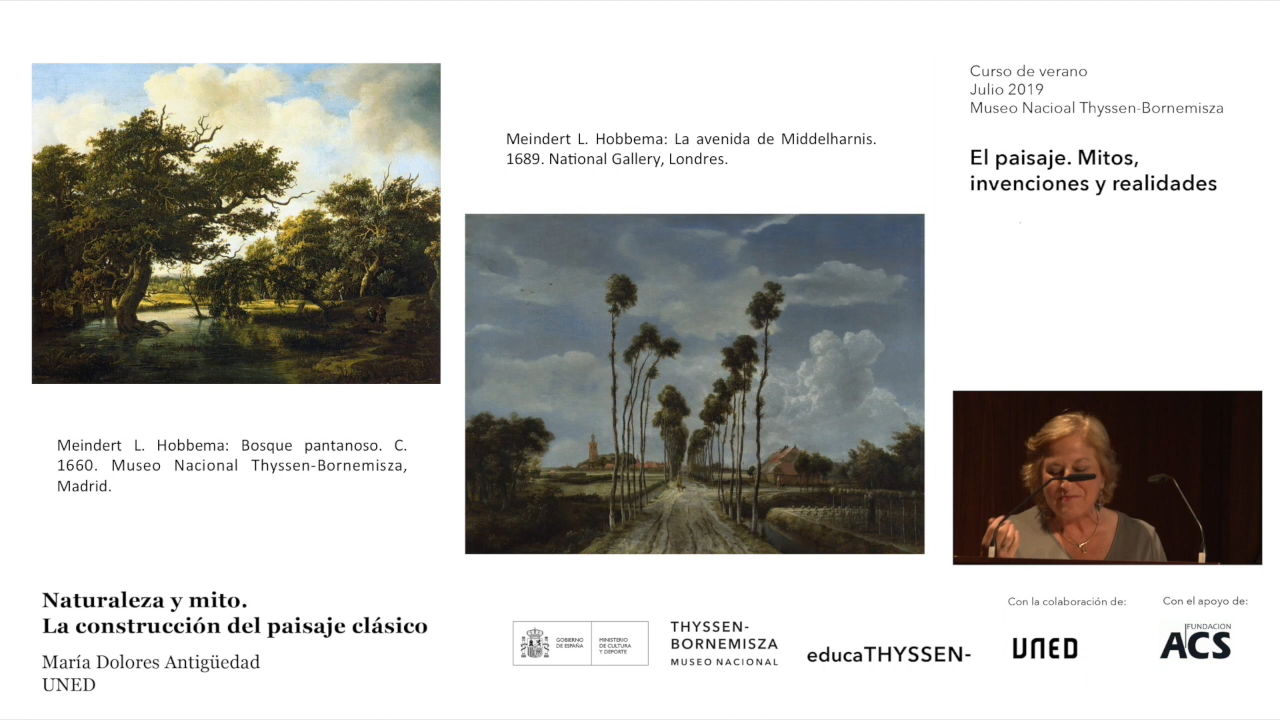 Curso de verano
Julio 2019
Museo Nacioal Thyssen-Bornemisza
El paisaje. Mitos,
invenciones y realidades
Meindert L. Hobbema: La avenida de Middelharnis.
1689. National Gallery, Londres.
Meindert L. Hobbema: Bosque pantanoso. C.
1660. Museo Nacional Thyssen-Bornemisza,
Madrid.
Naturaleza y mito.
La construcción del paisaje clásico
María Dolores Antigüedad
UNED
GOBIERNO
DE ESPAÑA
MINISTERIO
DE CULTURA
Y DEPORTE
THYSSEN-
BORNEMISZA
MUSEO NACIONAL
educaTHYSSEN-
Con la colaboración de:
UNED
Con el apoyo de:
FUNDACIÓN
ACS